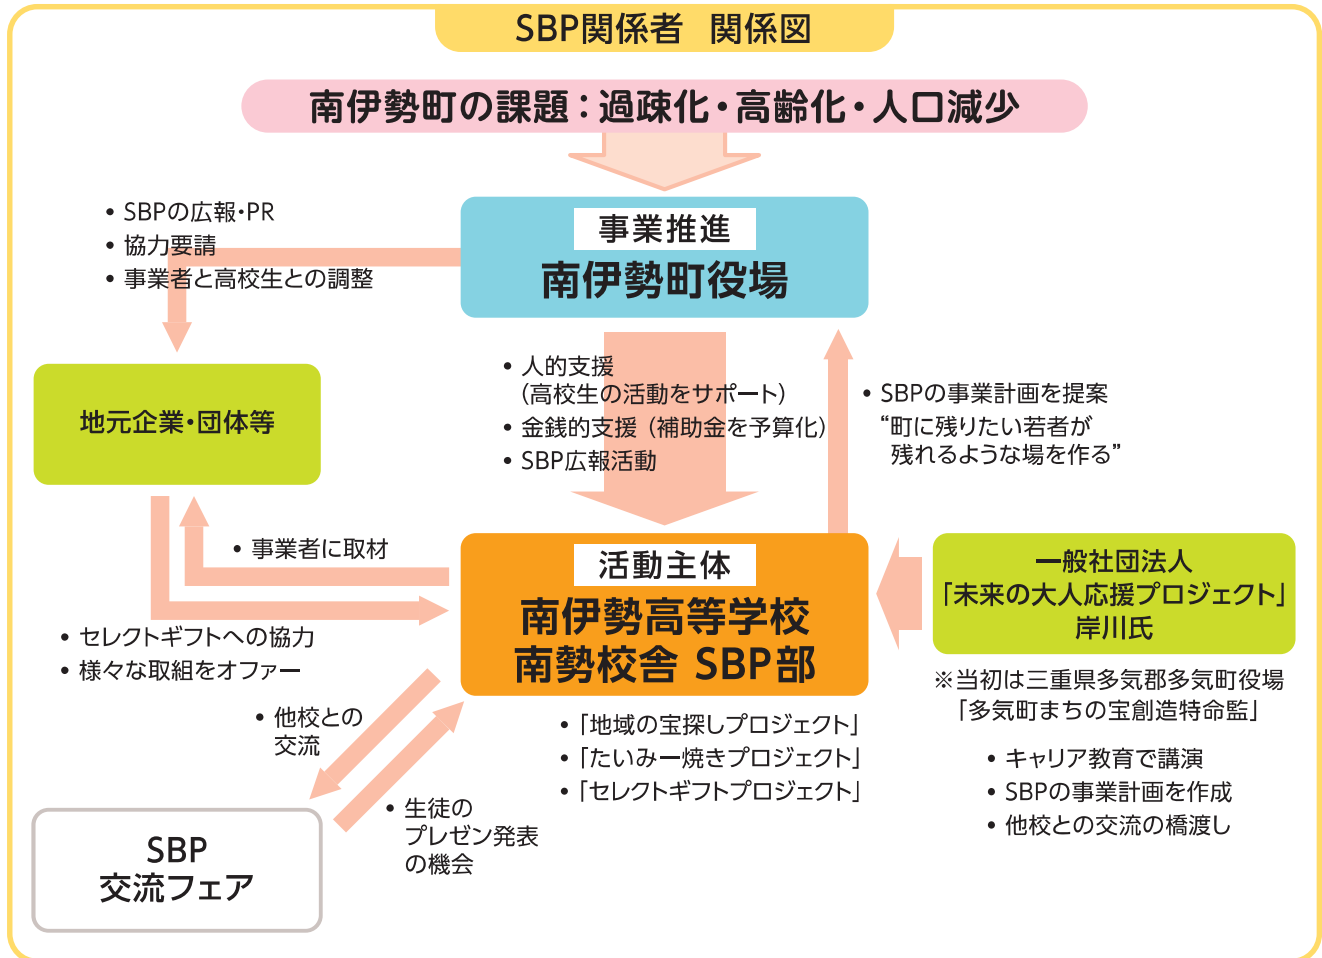 SBP関係者 関係図
南伊勢町の課題：過疎化・高齢化・人口減少
事業推進
南伊勢町役場
• SBPの広報・PR
• 協力要請
• 事業者と高校生との調整
地元企業・団体等
• 人的支援
（高校生の活動をサポート）
• 金銭的支援（補助金を予算化）
• SBP広報活動
• SBPの事業計画を提案
“町に残りたい若者が
残れるような場を作る”
• 事業者に取材
• セレクトギフトへの協力
• 様々な取組をオファー
活動主体
南伊勢高等学校
南勢校舎 SBP部
一般社団法人
「未来の大人応援プロジェクト」
岸川氏
※当初は三重県多気郡多気町役場
「多気町まちの宝創造特命監」
• キャリア教育で講演
• SBPの事業計画を作成
• 他校との交流の橋渡し
• 「地域の宝探しプロジェクト」
• 「たいみー焼きプロジェクト」
• 「セレクトギフトプロジェクト」
• 他校との
交流
• 生徒の
プレゼン発表
の機会
SBP
交流フェア